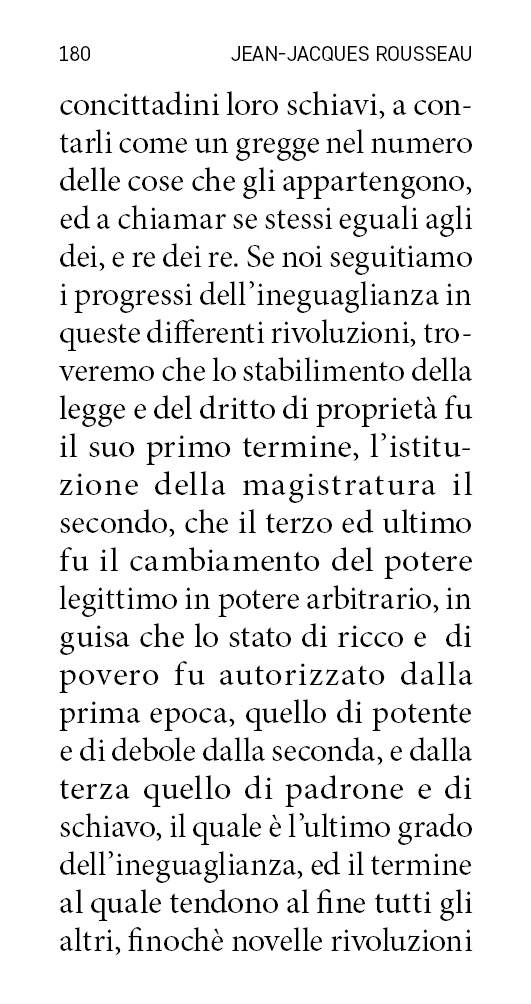 180 JEAN-JACQUES ROUSSEAU
concittadini loro schiavi, a con-
tarli come un gregge nel numero
delle cose che gli appartengono,
ed a chiamar se stessi eguali agli
dei, e re dei re. Se noi seguitiamo
i progressi dell’ineguaglianza in
queste differenti rivoluzioni, tro-
veremo che lo stabilimento della
legge e del dritto di proprietà fu
il suo primo termine, l’istitu-
zione della magistratura il
secondo, che il terzo ed ultimo
fu il cambiamento del potere
legittimo in potere arbitrario, in
guisa che lo stato di ricco e di
povero fu autorizzato dalla
prima epoca, quello di potente
e di debole dalla seconda, e dalla
terza quello di padrone e di
schiavo, il quale è l’ultimo grado
dell’ineguaglianza, ed il termine
al quale tendono al fine tutti gli
altri, finochè novelle rivoluzioni